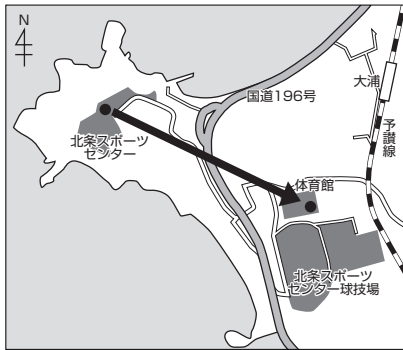 N
国道196号
大浦
予讃線
北条スポーツ
センター
体育館
北条スポーツ
センター球技場